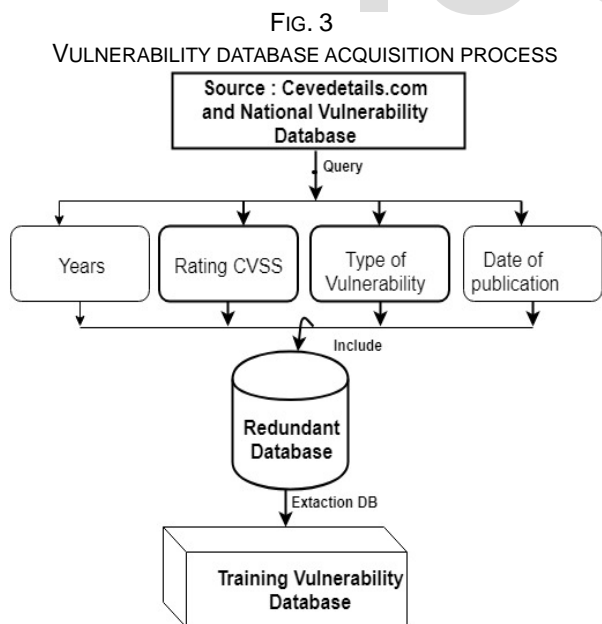 FIG. 3
VULNERABILITY DATABASE ACQUISITION PROCESS
Source : Cevedetails.com
and National Vulnerability
Database
Query
Years
Rating CVSS
Type of
Vulnerability
Date of
publication
Include
Redundant
Database
Extaction DB
Training Vulnerability
Database